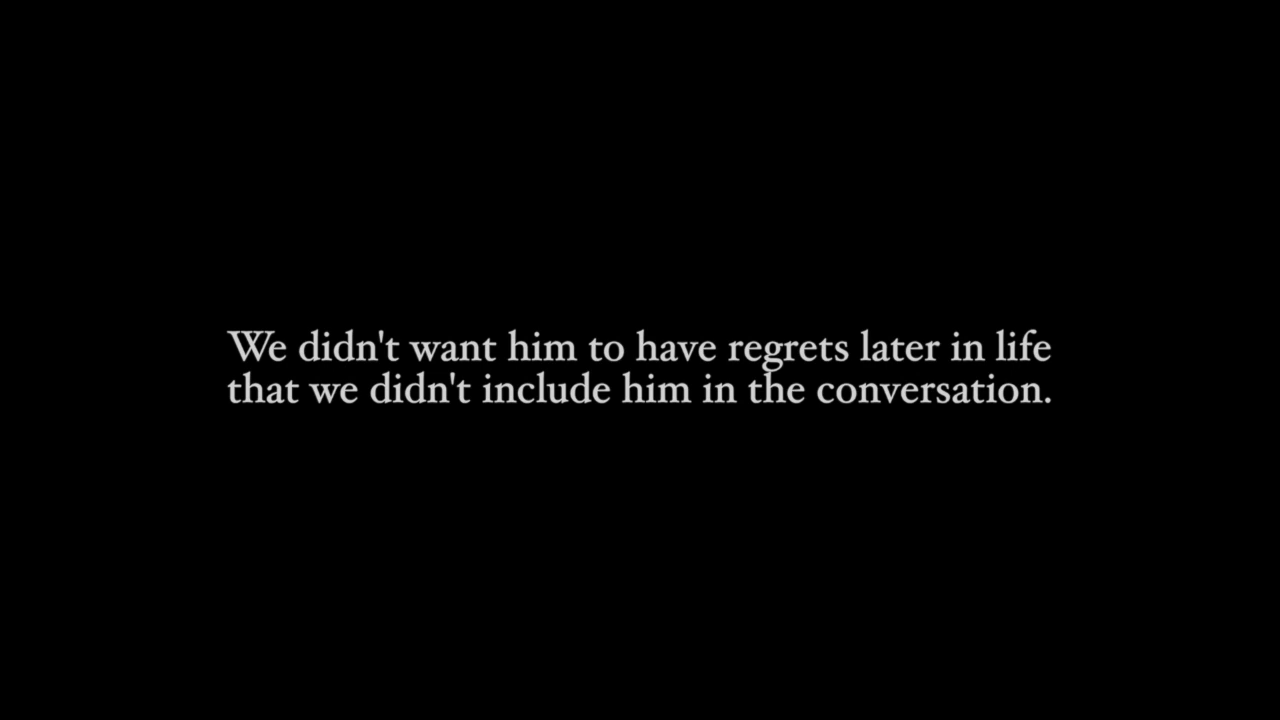 We didn't want him to have regrets later in life
that we didn't include him in the conversation.